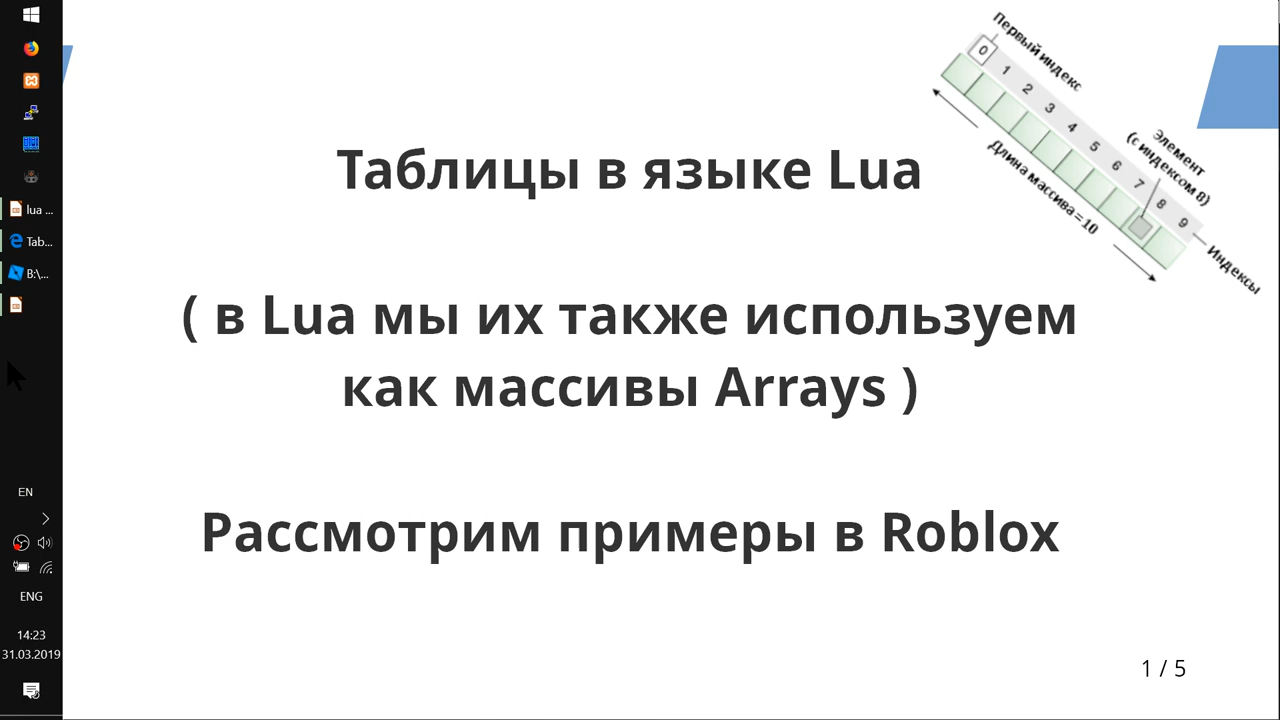 Таблицы в языке Lua
( в Lua мы их также используем
как массивы Arrays )
Рассмотрим примеры в Roblox
1 / 5
Первый индекс
0 1 2 3 4 5 6 7 8 9
Элемент
(с индексом 8)
Длина массива = 10
Индексы
lua ...
Tab...
B:\...
EN
ENG
14:23
31.03.2019